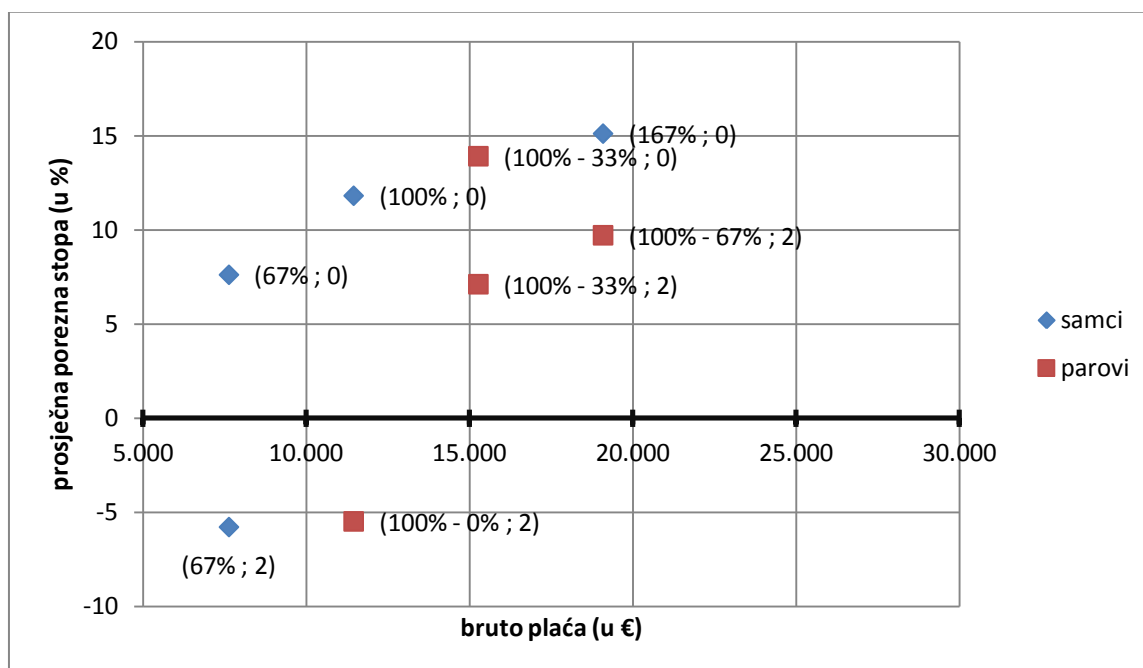 prosječna porezna stopa (u %)
20
15
10
5
0
-5
-10
(167% ; 0)
(100% - 33% ; 0)
(100% ; 0)
(100% - 67% ; 2)
(67% ; 0)
(100% - 33% ; 2)
samci
parovi
5.000
10.000
15.000
20.000
25.000
30.000
(100% - 0% ; 2)
(67% ; 2)
bruto plaća (u €)